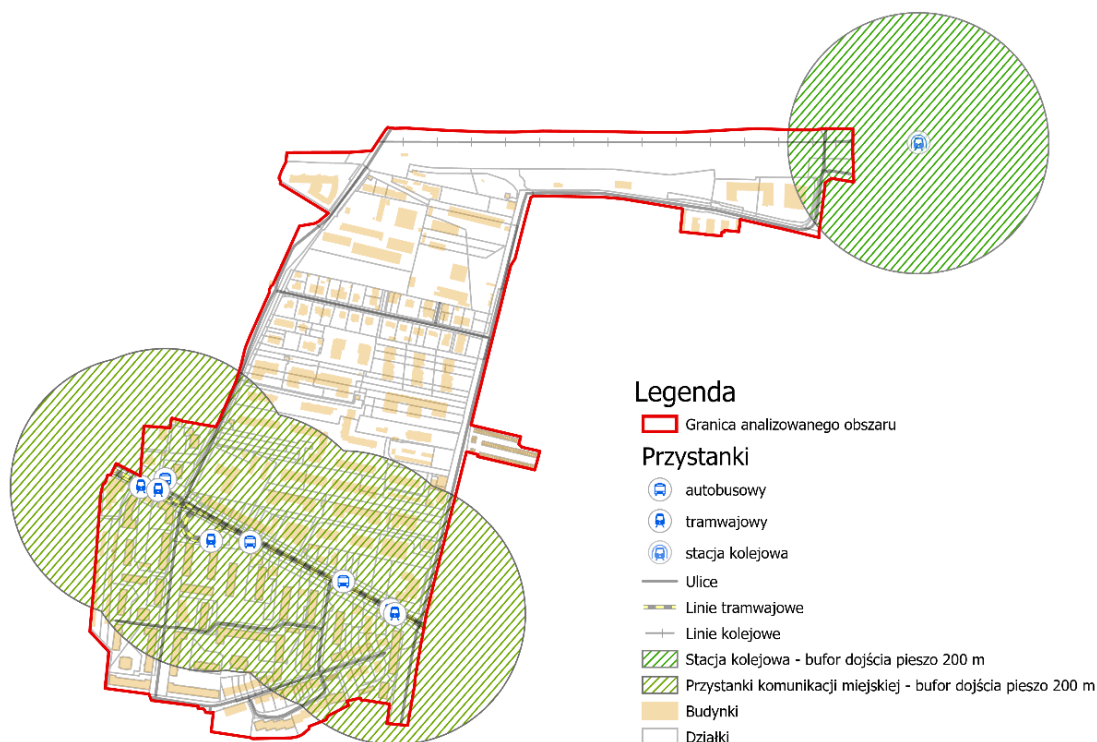 Legenda
Granica analizowanego obszaru
Przystanki
autobusowy
tramwajowy
stacja kolejowa
Ulice
Linie tramwajowe
Linie kolejowe
Stacja kolejowa - bufor dojścia pieszo 200 m
Przystanki komunikacji miejskiej - bufor dojścia pieszo 200 m
Budynki
Działki